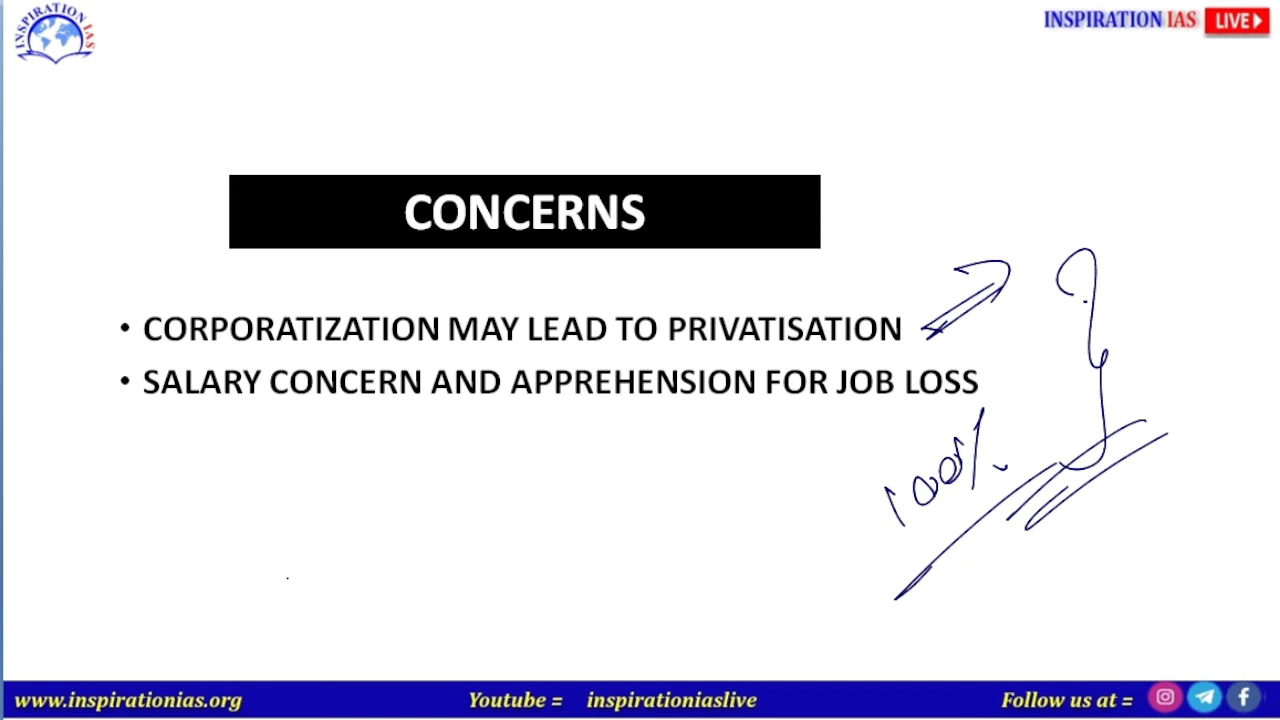 INSPIRATION IAS
INSPIRATION IAS LIVE
CONCERNS
• CORPORATIZATION MAY LEAD TO PRIVATISATION
• SALARY CONCERN AND APPREHENSION FOR JOB LOSS
100%
www.inspirationias.org
Youtube = inspirationiaslive
Follow us at =